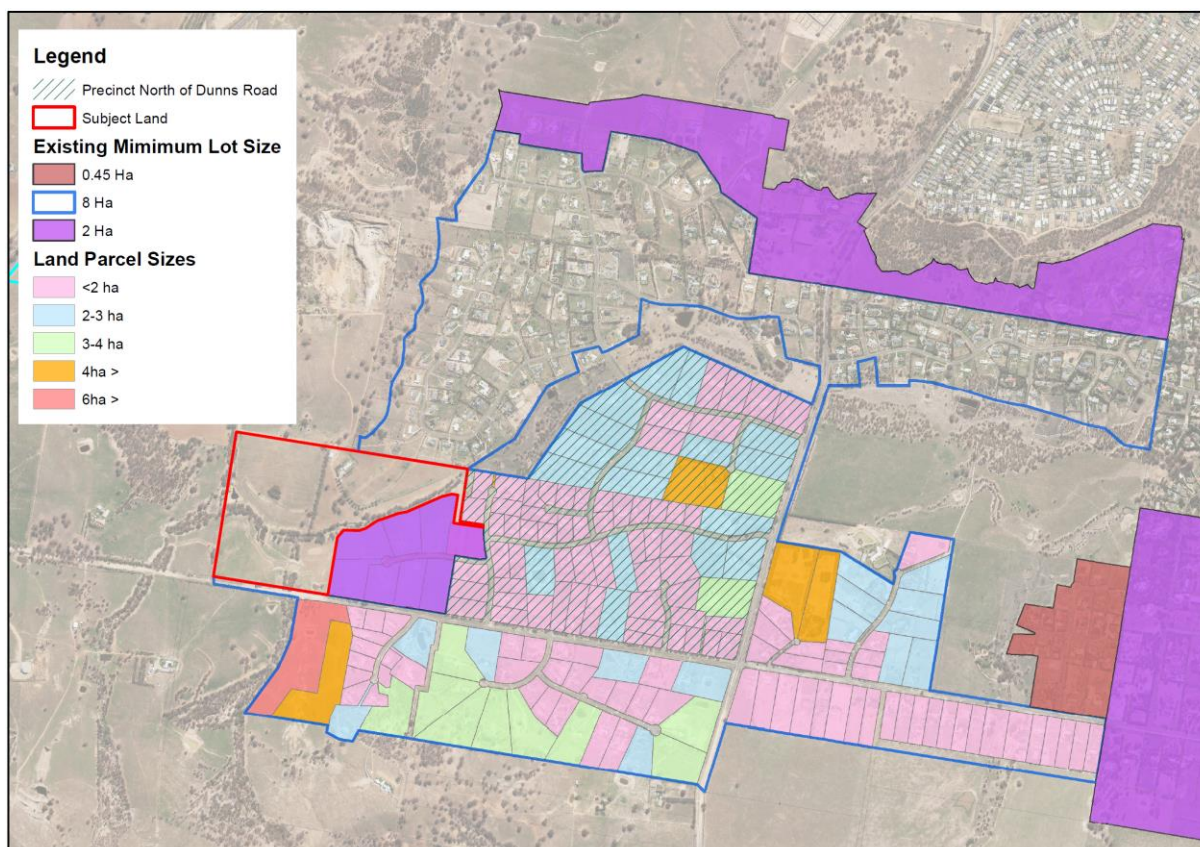 Legend
Precinct North of Dunns Road
Subject Land
Existing Mimimum Lot Size
0.45 Ha
8 Ha
2 Ha
Land Parcel Sizes
<2 ha
2-3 ha
3-4 ha
4ha >
6ha >